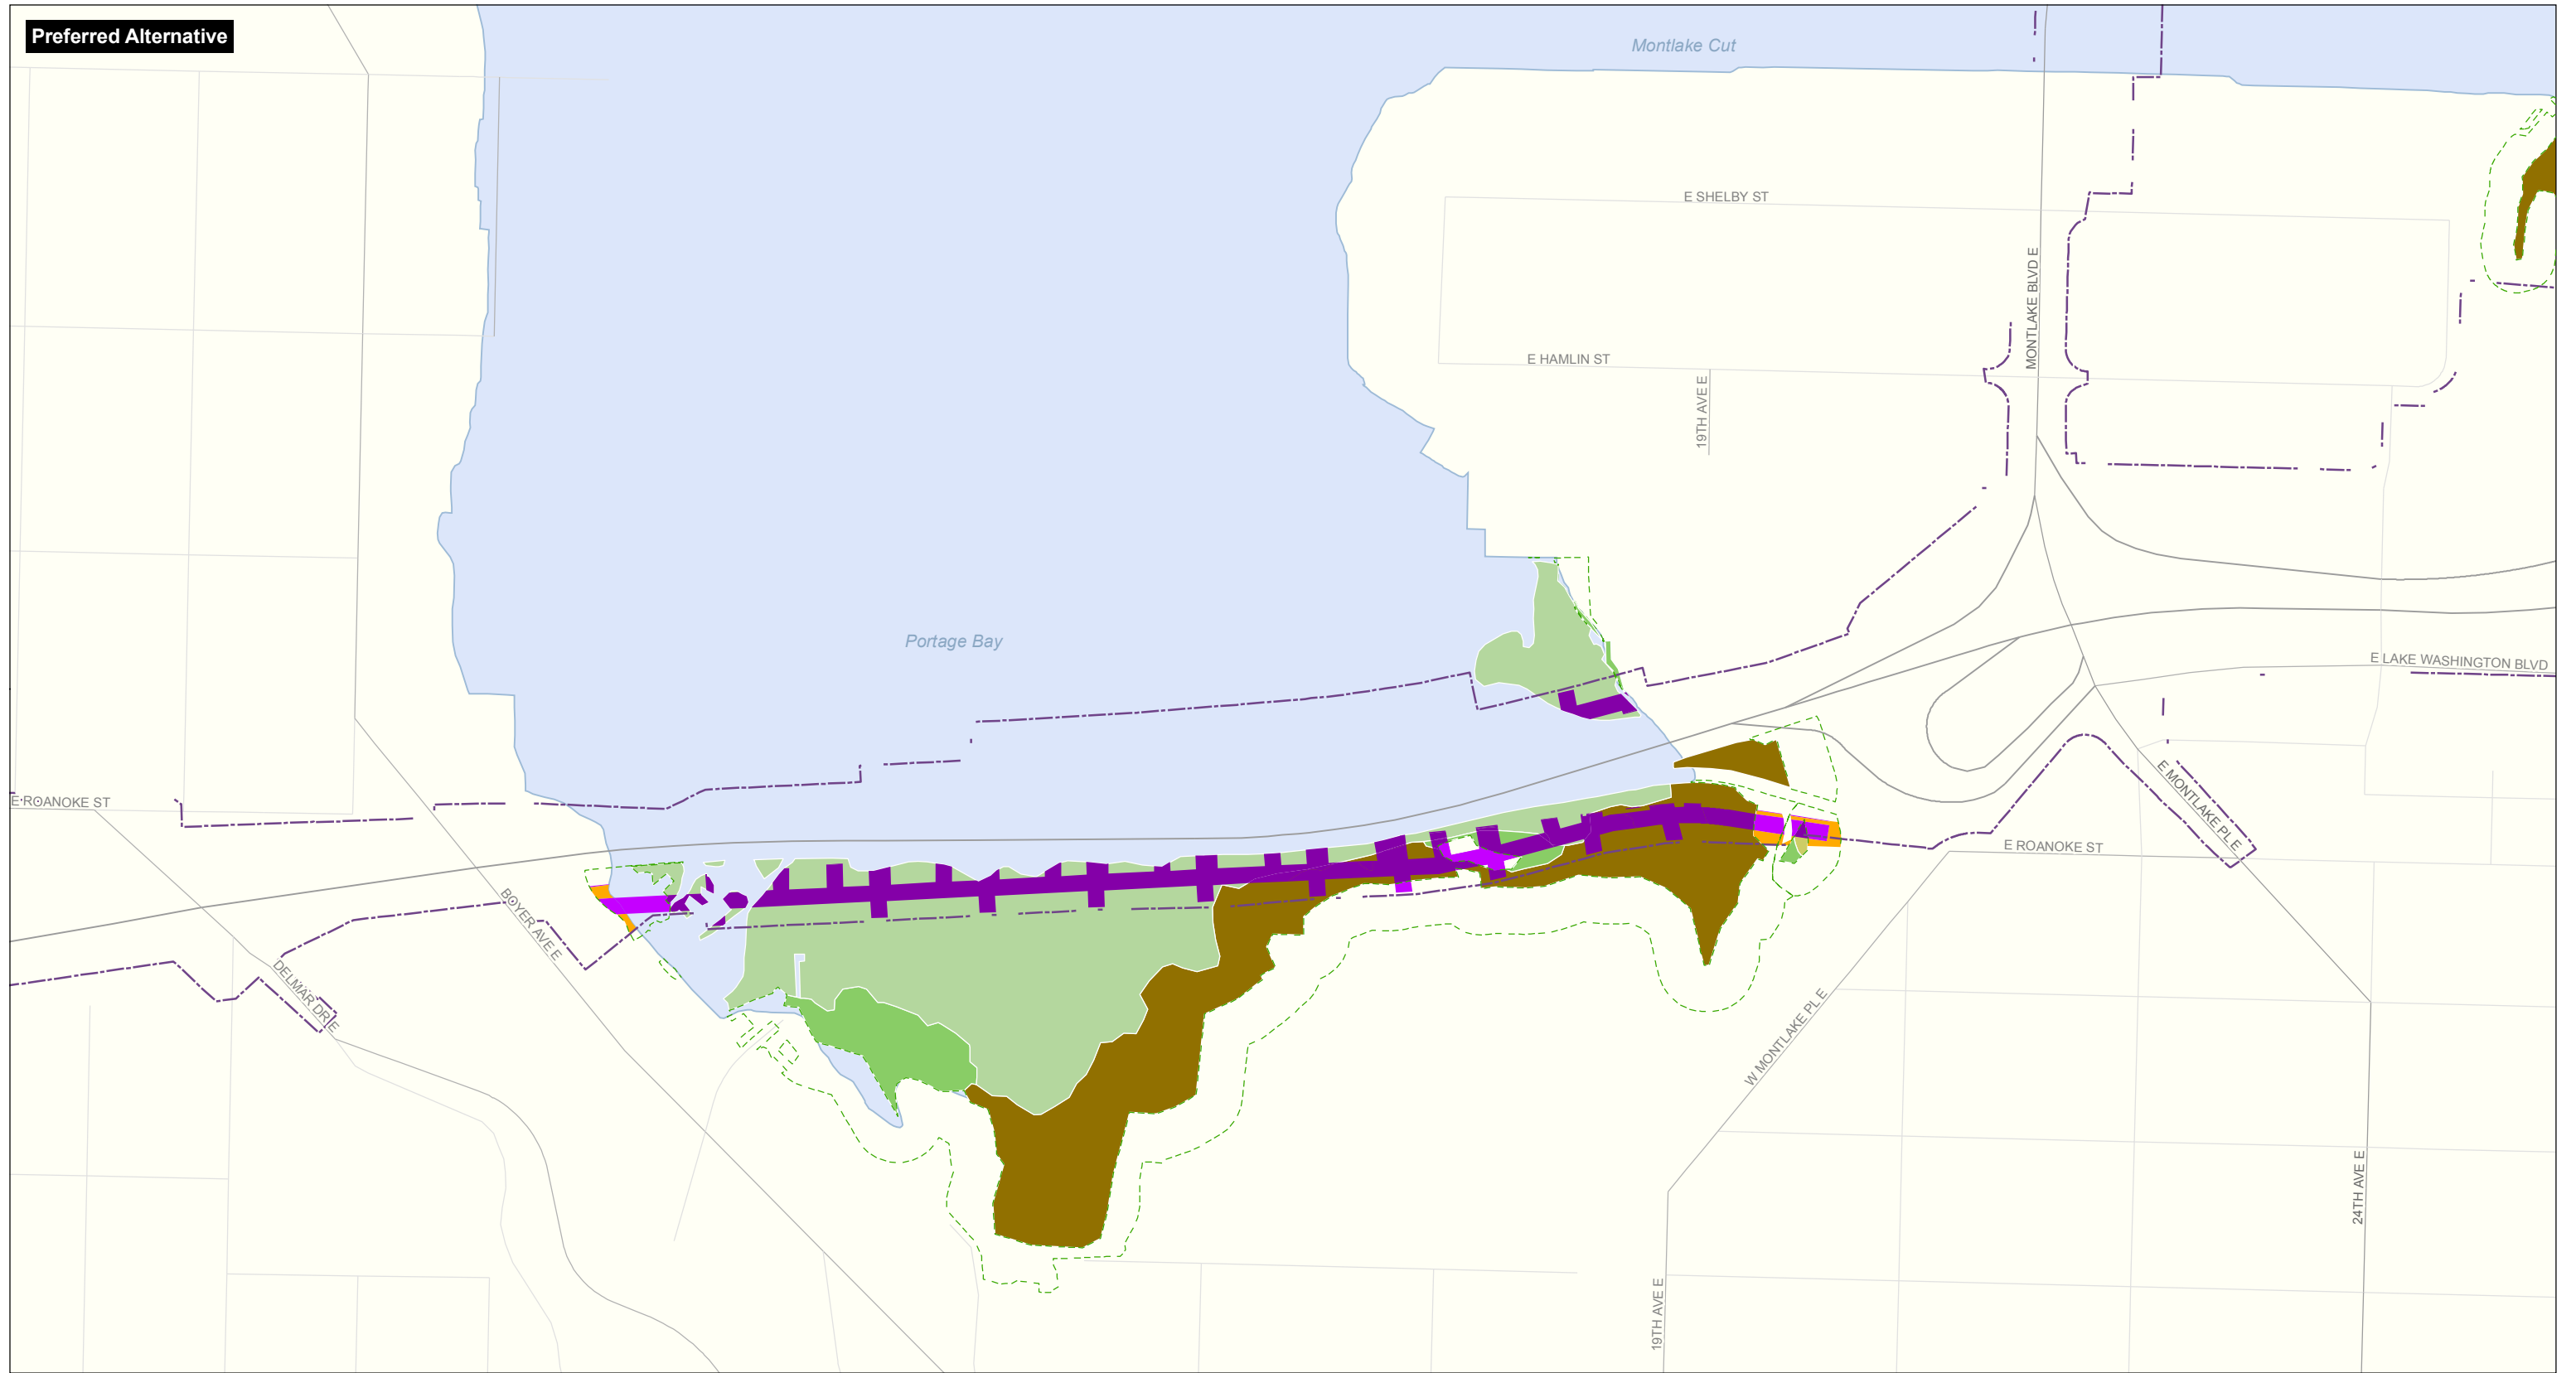 Preferred Alternative
Montlake Cut
E SHELBY ST
MONTLAKE BLVD E
E HAMLIN ST
19TH AVE E
Portage Bay
E LAKE WASHINGTON BLVD
E ROANOKE ST
E MONTLAKE PL E
E ROANOKE ST
BOYER AVE E
DELMAR DR E
W MONTLAKE PL E
24TH AVE E
19TH AVE E